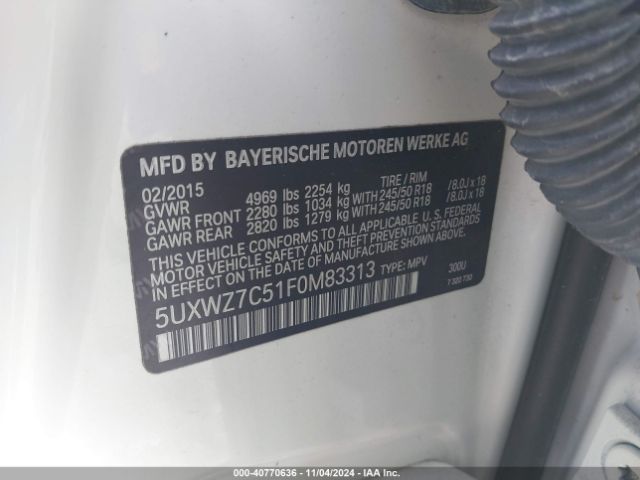 MFD BY BAYERISCHE MOTOREN WERKE AG
02/2015 TIRE / RIM
GVWR 4969 lbs 2254 kg
GAWR FRONT 2280 lbs 1034 kg WITH 245/50 R18 / 8.0J x 18
GAWR REAR 2820 lbs 1279 kg WITH 245/50 R18 / 8.0J x 18
THIS VEHICLE CONFORMS TO ALL APPLICABLE U. S. FEDERAL
MOTOR VEHICLE SAFETY AND THEFT PREVENTION STANDARDS
IN EFFECT ON THE DATE OF MANUFACTURE SHOWN ABOVE.
5UXWZ7C51F0M83313 TYPE: MPV 300U
7 320 730
000-40770636 - 11/04/2024 - IAA Inc.